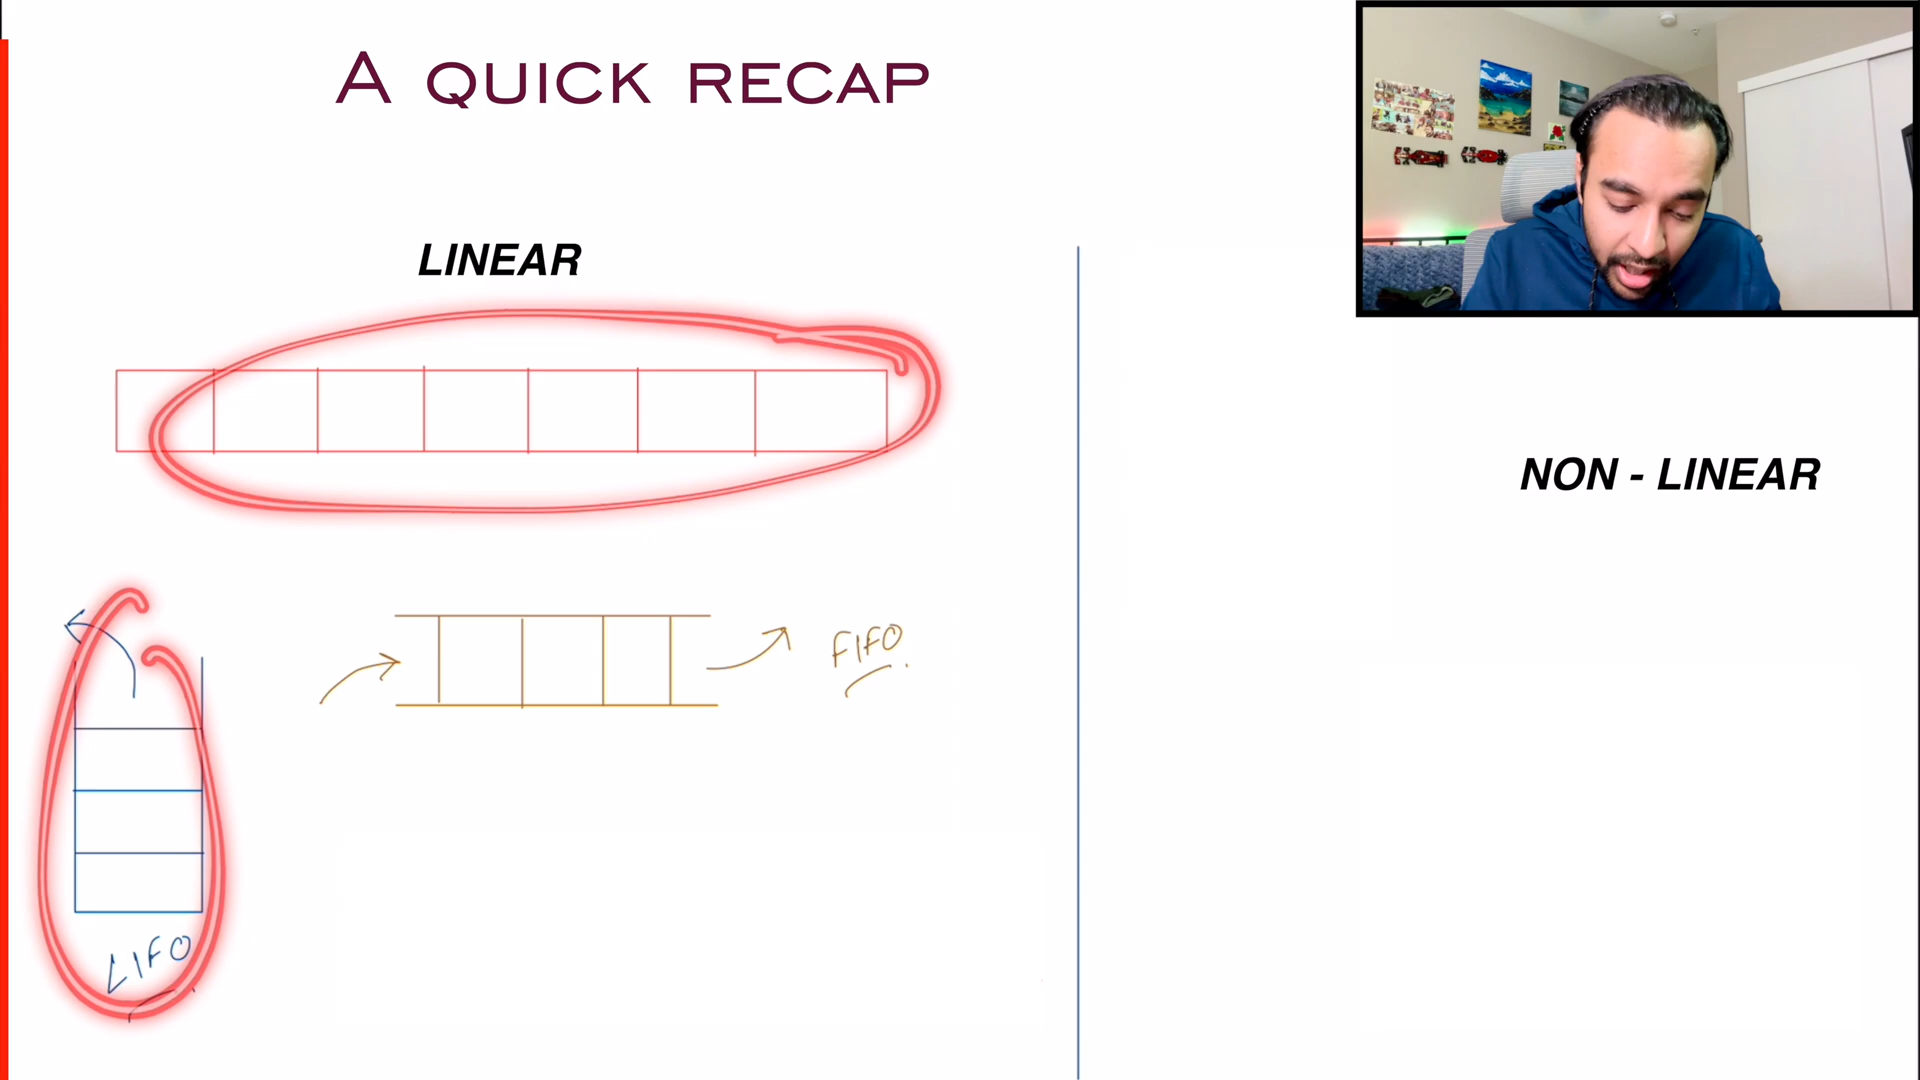 A QUICK RECAP
LINEAR
NON - LINEAR
FIFO
LIFO